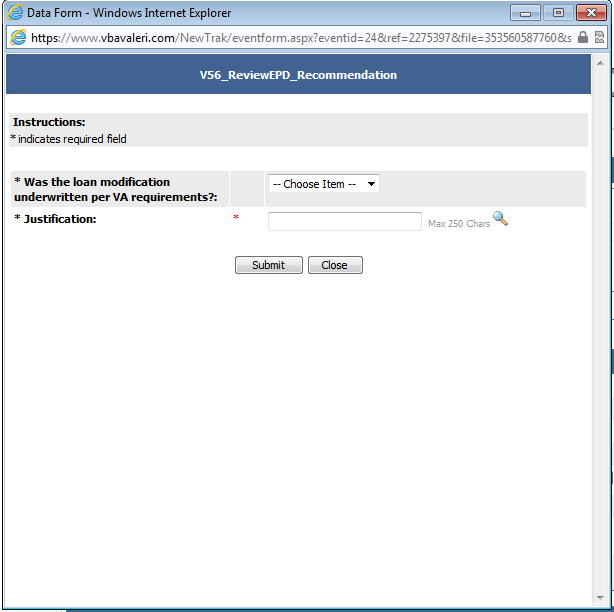 Data Form - Windows Internet Explorer
https://www.vbavaleri.com/NewTrak/eventform.aspx?eventid=24&ref=2275397&file=353560587760&s
V56_ReviewEPD_Recommendation
Instructions:
* indicates required field
* Was the loan modification -- Choose Item --
underwritten per VA requirements?:
* Justification: * Max 250 Chars
Submit Close